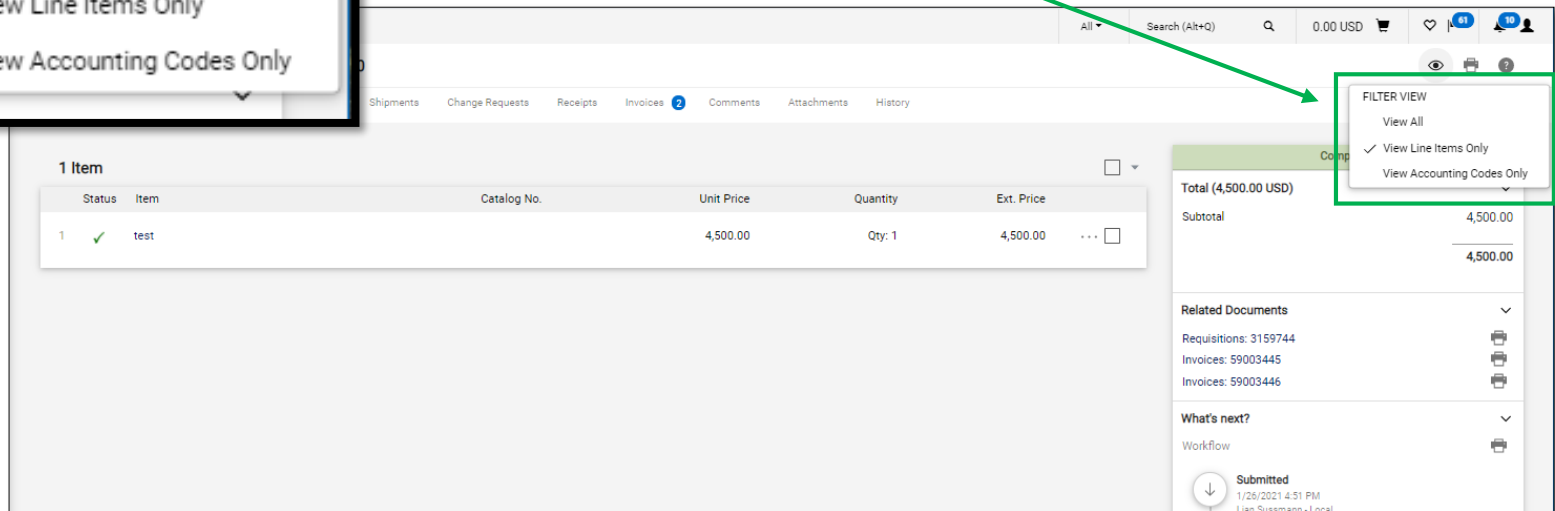 ew Line Items Only
ew Accounting Codes Only
All Search (Alt+Q) 0.00 USD 61 10
Shipments Change Requests Receipts Invoices 2 Comments Attachments History
FILTER VIEW
View All
View Line Items Only
View Accounting Codes Only
1 Item
Status Item Catalog No. Unit Price Quantity Ext. Price
1 test 4,500.00 Qty: 1 4,500.00 ...
Comp
Total (4,500.00 USD)
Subtotal 4,500.00
4,500.00
Related Documents
Requisitions: 3159744
Invoices: 59003445
Invoices: 59003446
What's next?
Workflow
Submitted
1/26/2021 4:51 PM
Lian Sussmann - Local